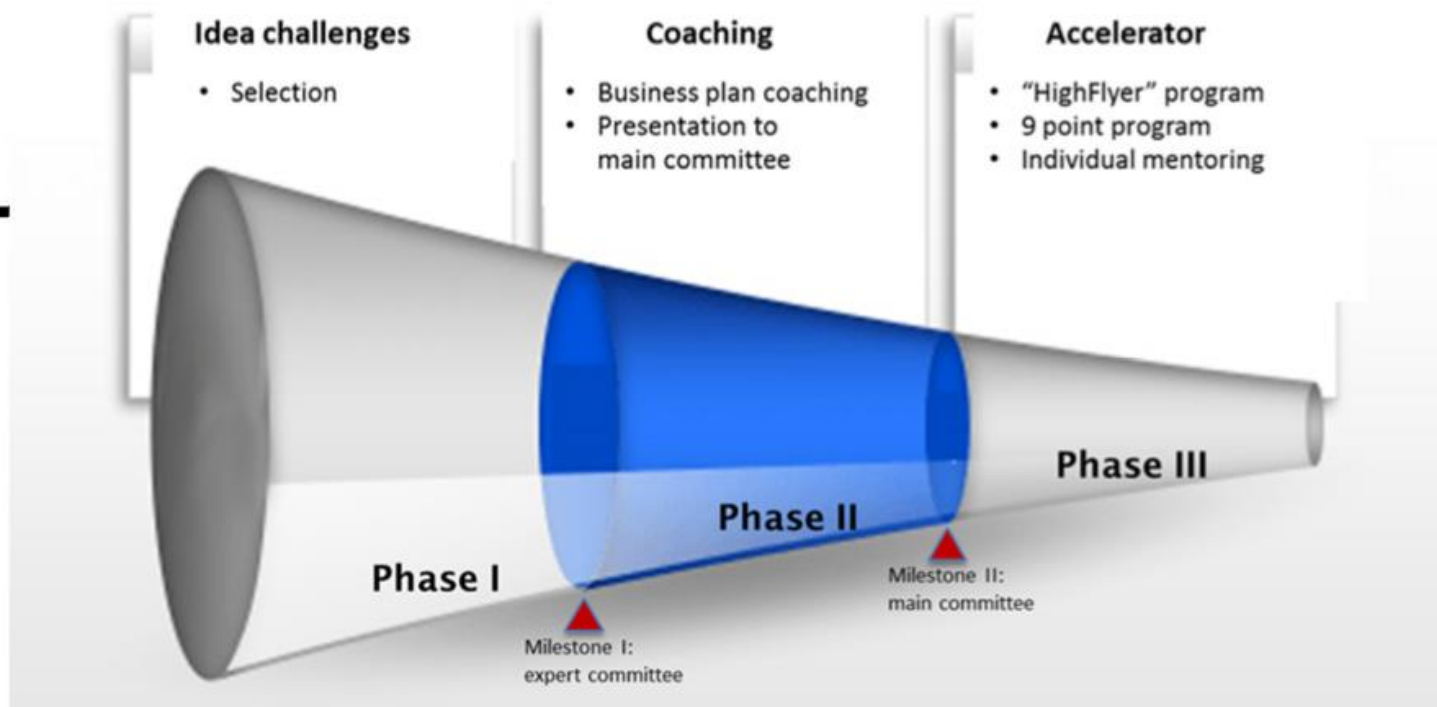 Idea challenges
• Selection
Coaching
• Business plan coaching
• Presentation to
main committee
Accelerator
• “HighFlyer” program
• 9 point program
• Individual mentoring
Phase I
Phase II
Phase III
Milestone I:
expert committee
Milestone II:
main committee